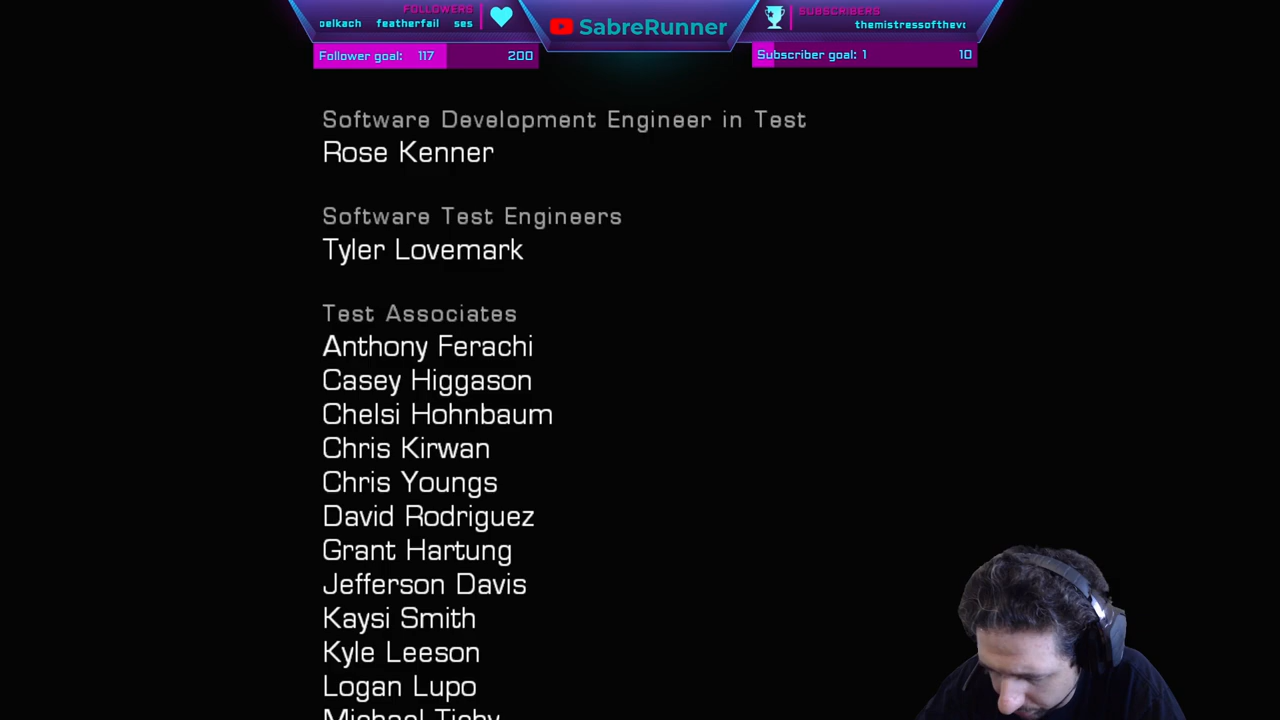 FOLLOWERS
oelkach featherfail ses
SabreRunner
SUBSCRIBERS
Follower goal: 117 200
Subscriber goal: 1 10
Software Development Engineer in Test
Rose Kenner
Software Test Engineers
Tyler Lovemark
Test Associates
Anthony Ferachi
Casey Higgason
Chelsi Hohnbaum
Chris Kirwan
Chris Youngs
David Rodriguez
Grant Hartung
Jefferson Davis
Kaysi Smith
Kyle Leeson
Logan Lupo
Michael